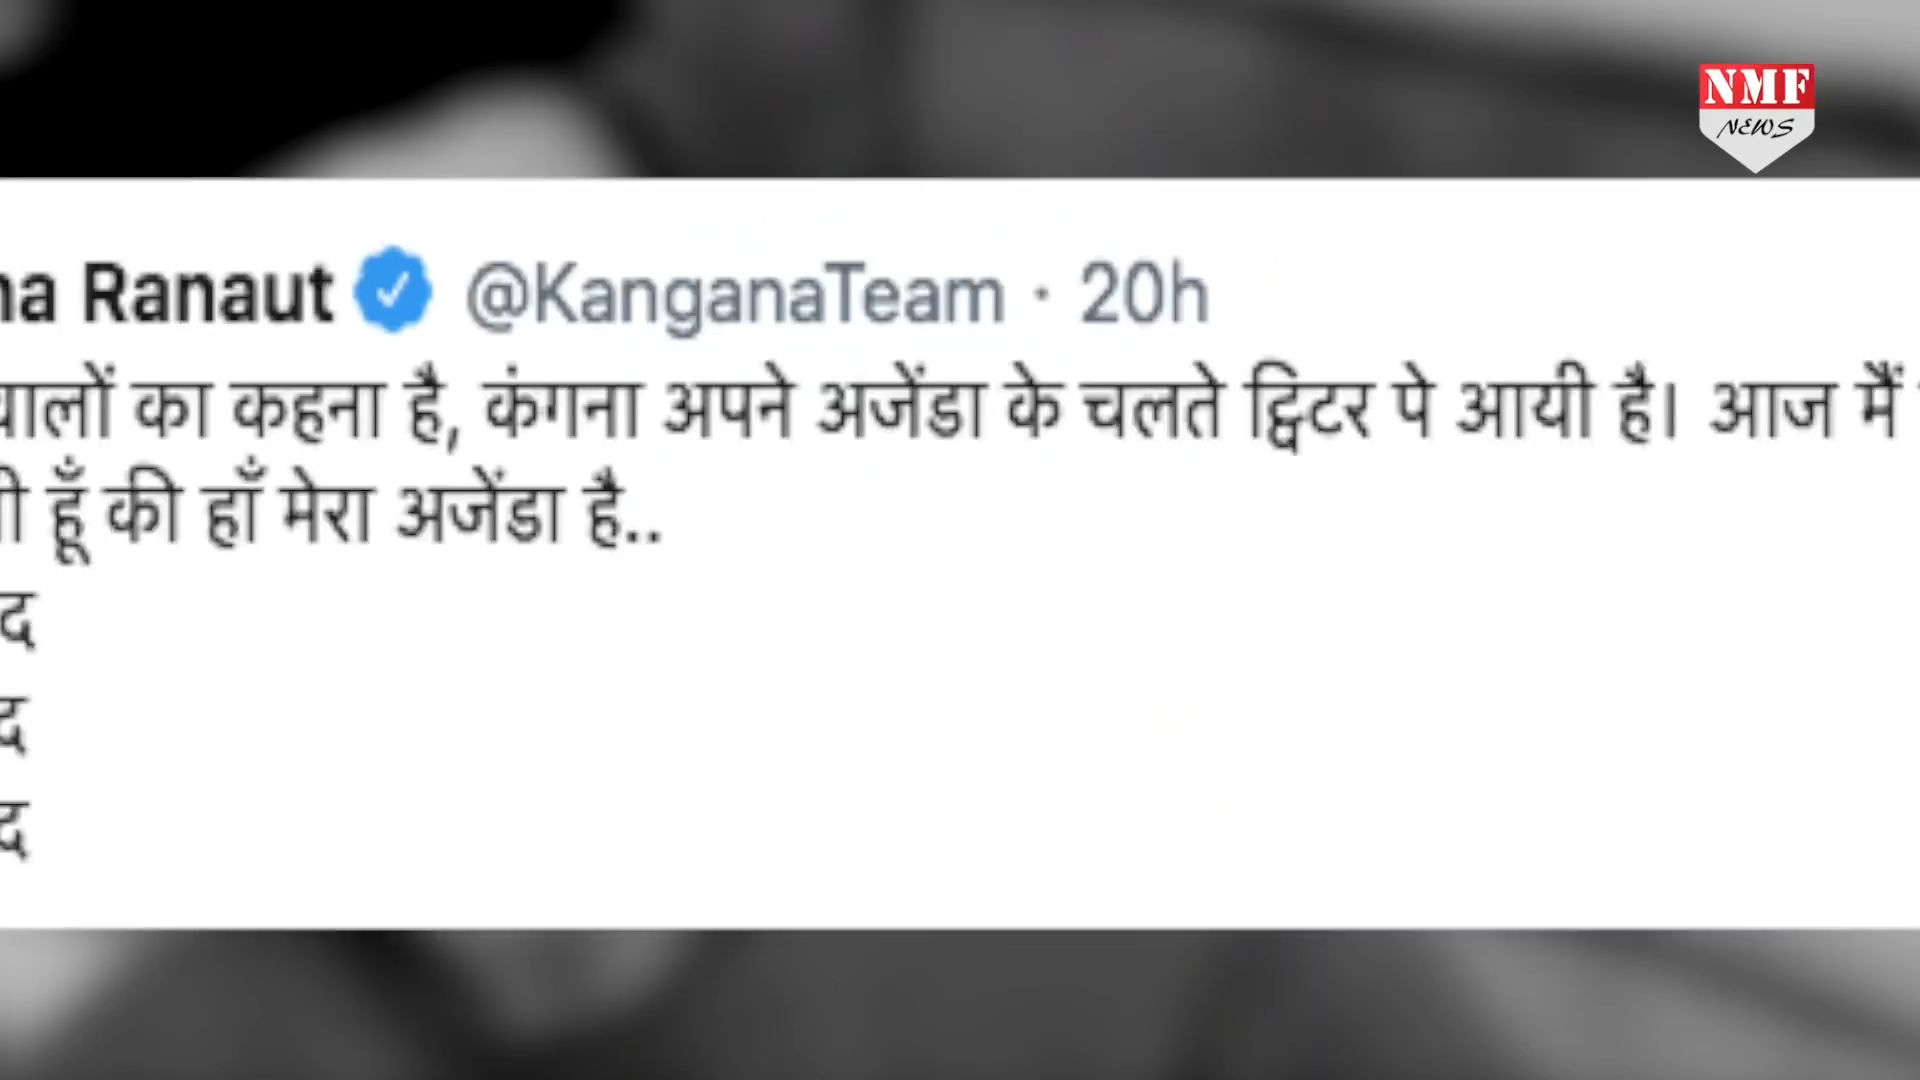 NMF
NEWS
Ranaut @KanganaTeam · 20h
का कहना है, कंगना अपने अजेंडा के चलते ट्विटर पे आयी है। आज मैं
हूँ की हाँ मेरा अजेंडा है..